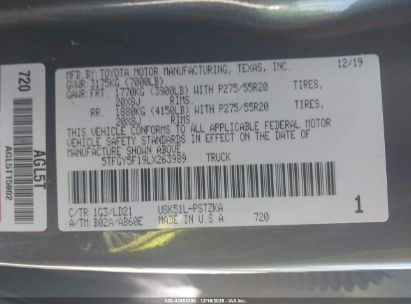 MFD. BY: TOYOTA MOTOR MANUFACTURING, TEXAS, INC. 12/19
GVWR 3175KG (7000LB)
GAWR FRT. 1770KG (3900LB) WITH P275/55R20 TIRES,
20X8J RIMS.
RR. 1880KG (4150LB) WITH P275/55R20 TIRES,
20X8J RIMS.
THIS VEHICLE CONFORMS TO ALL APPLICABLE FEDERAL MOTOR
VEHICLE SAFETY STANDARDS IN EFFECT ON THE DATE OF
MANUFACTURE SHOWN ABOVE.
5TFGY5F19LX263989 TRUCK
C/TR: 1G3/LD21 USK51L-PSTZKA
A/TM: B02A/AB60E MADE IN U.S.A. 720
1
720
AGL5T
AGL5T15902